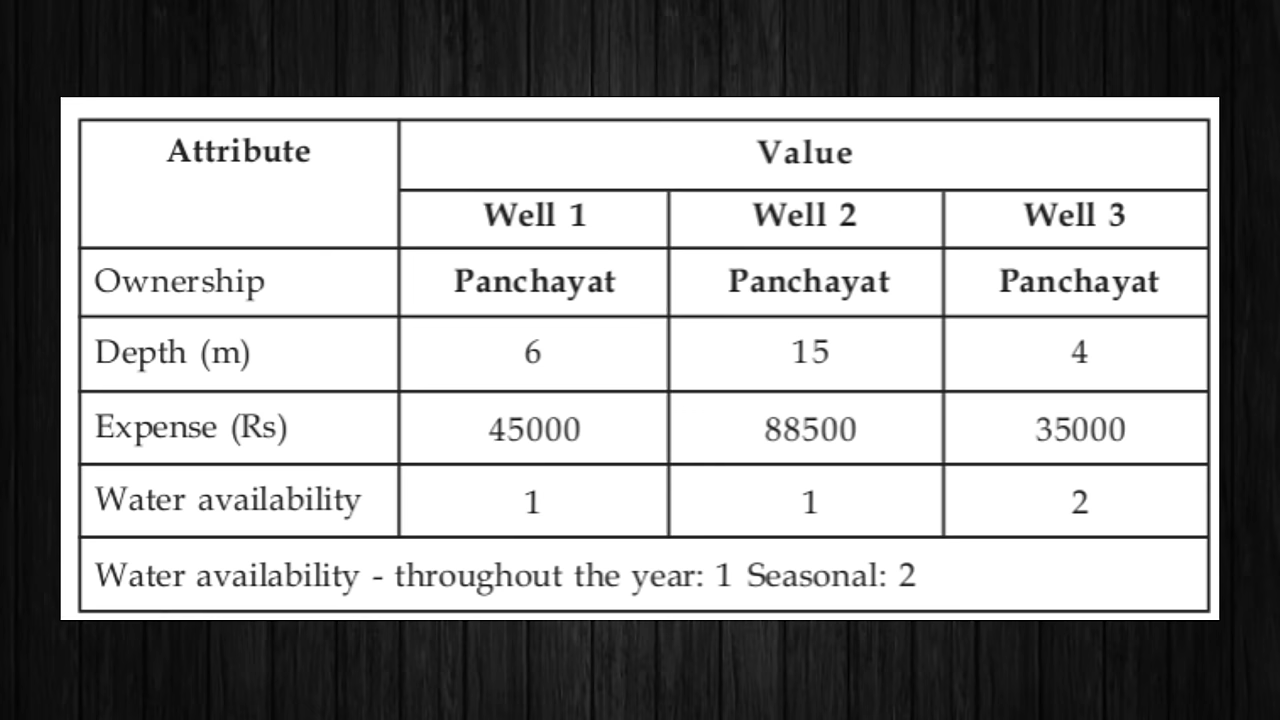 Attribute Value
Well 1 Well 2 Well 3
Ownership Panchayat Panchayat Panchayat
Depth (m) 6 15 4
Expense (Rs) 45000 88500 35000
Water availability 1 1 2
Water availability - throughout the year: 1 Seasonal: 2